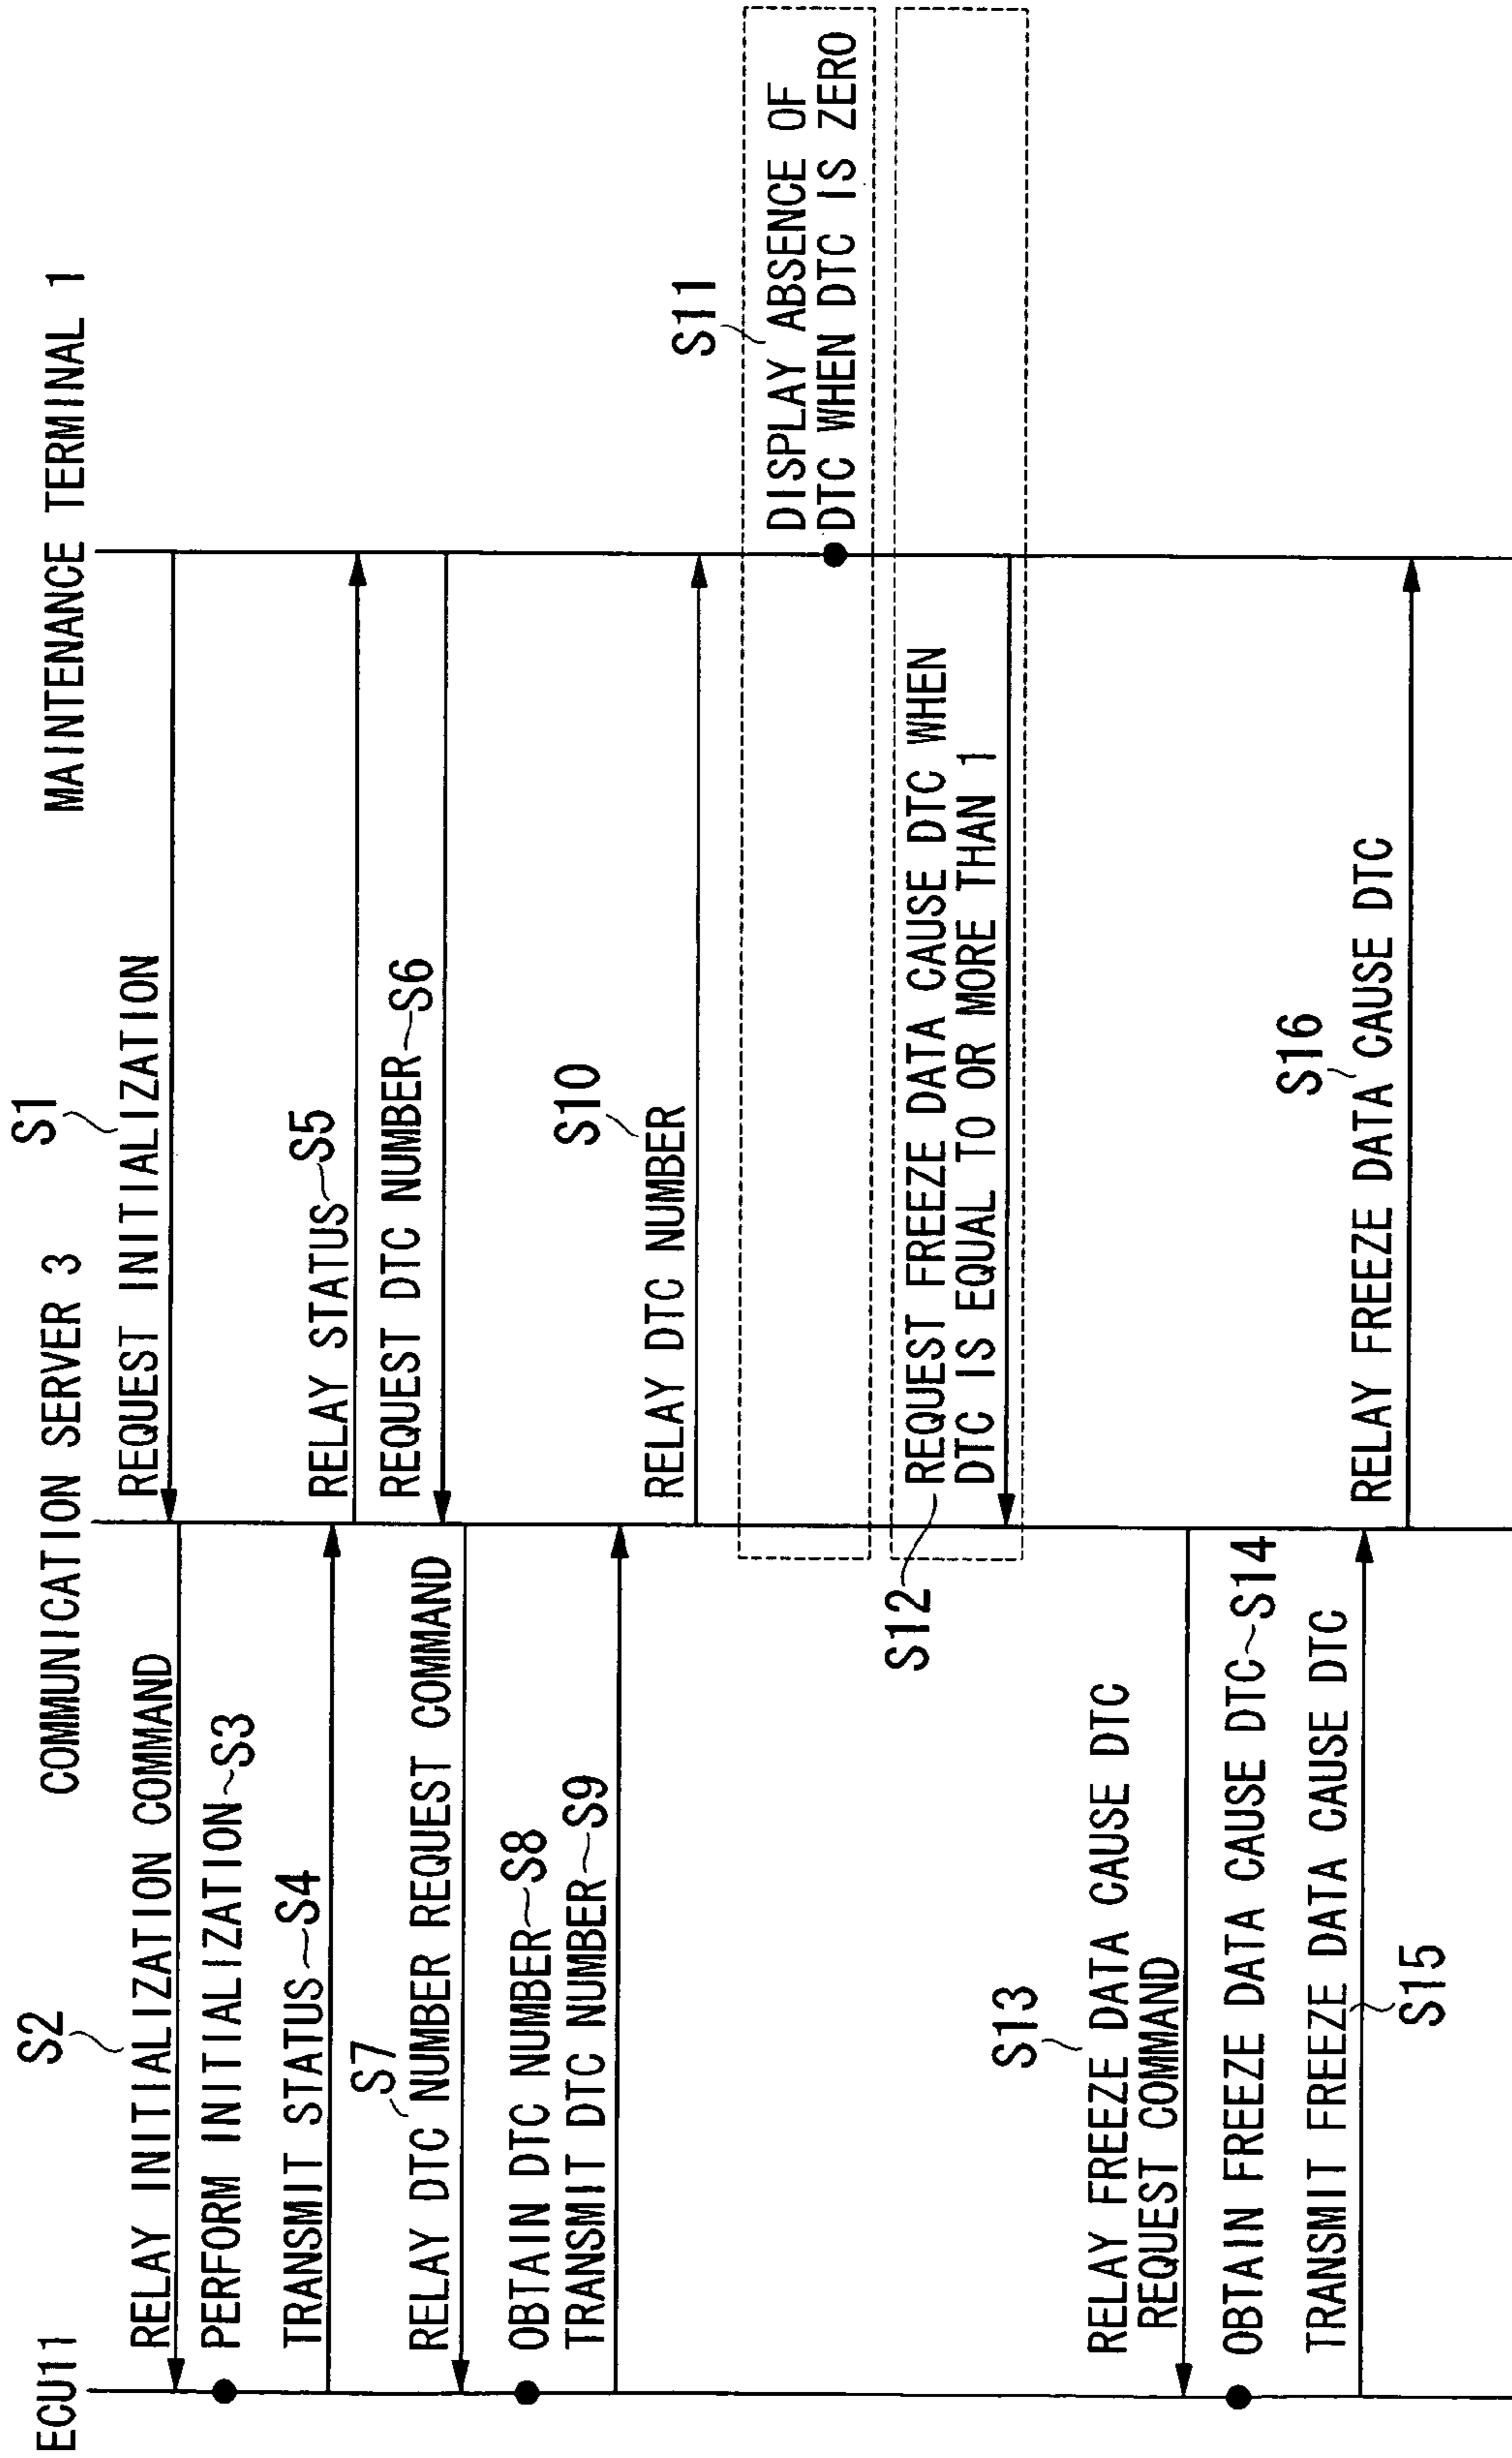 ECU11
COMMUNICATION SERVER 3
MAINTENANCE TERMINAL 1
S1
REQUEST INITIALIZATION
S2
RELAY INITIALIZATION COMMAND
PERFORM INITIALIZATION~S3
TRANSMIT STATUS~S4
RELAY STATUS~S5
REQUEST DTC NUMBER~S6
S7
RELAY DTC NUMBER REQUEST COMMAND
OBTAIN DTC NUMBER~S8
TRANSMIT DTC NUMBER~S9
S10
RELAY DTC NUMBER
S11
DISPLAY ABSENCE OF
DTC WHEN DTC IS ZERO
S12
REQUEST FREEZE DATA CAUSE DTC WHEN
DTC IS EQUAL TO OR MORE THAN 1
S13
RELAY FREEZE DATA CAUSE DTC
REQUEST COMMAND
OBTAIN FREEZE DATA CAUSE DTC~S14
TRANSMIT FREEZE DATA CAUSE DTC
S15
S16
RELAY FREEZE DATA CAUSE DTC